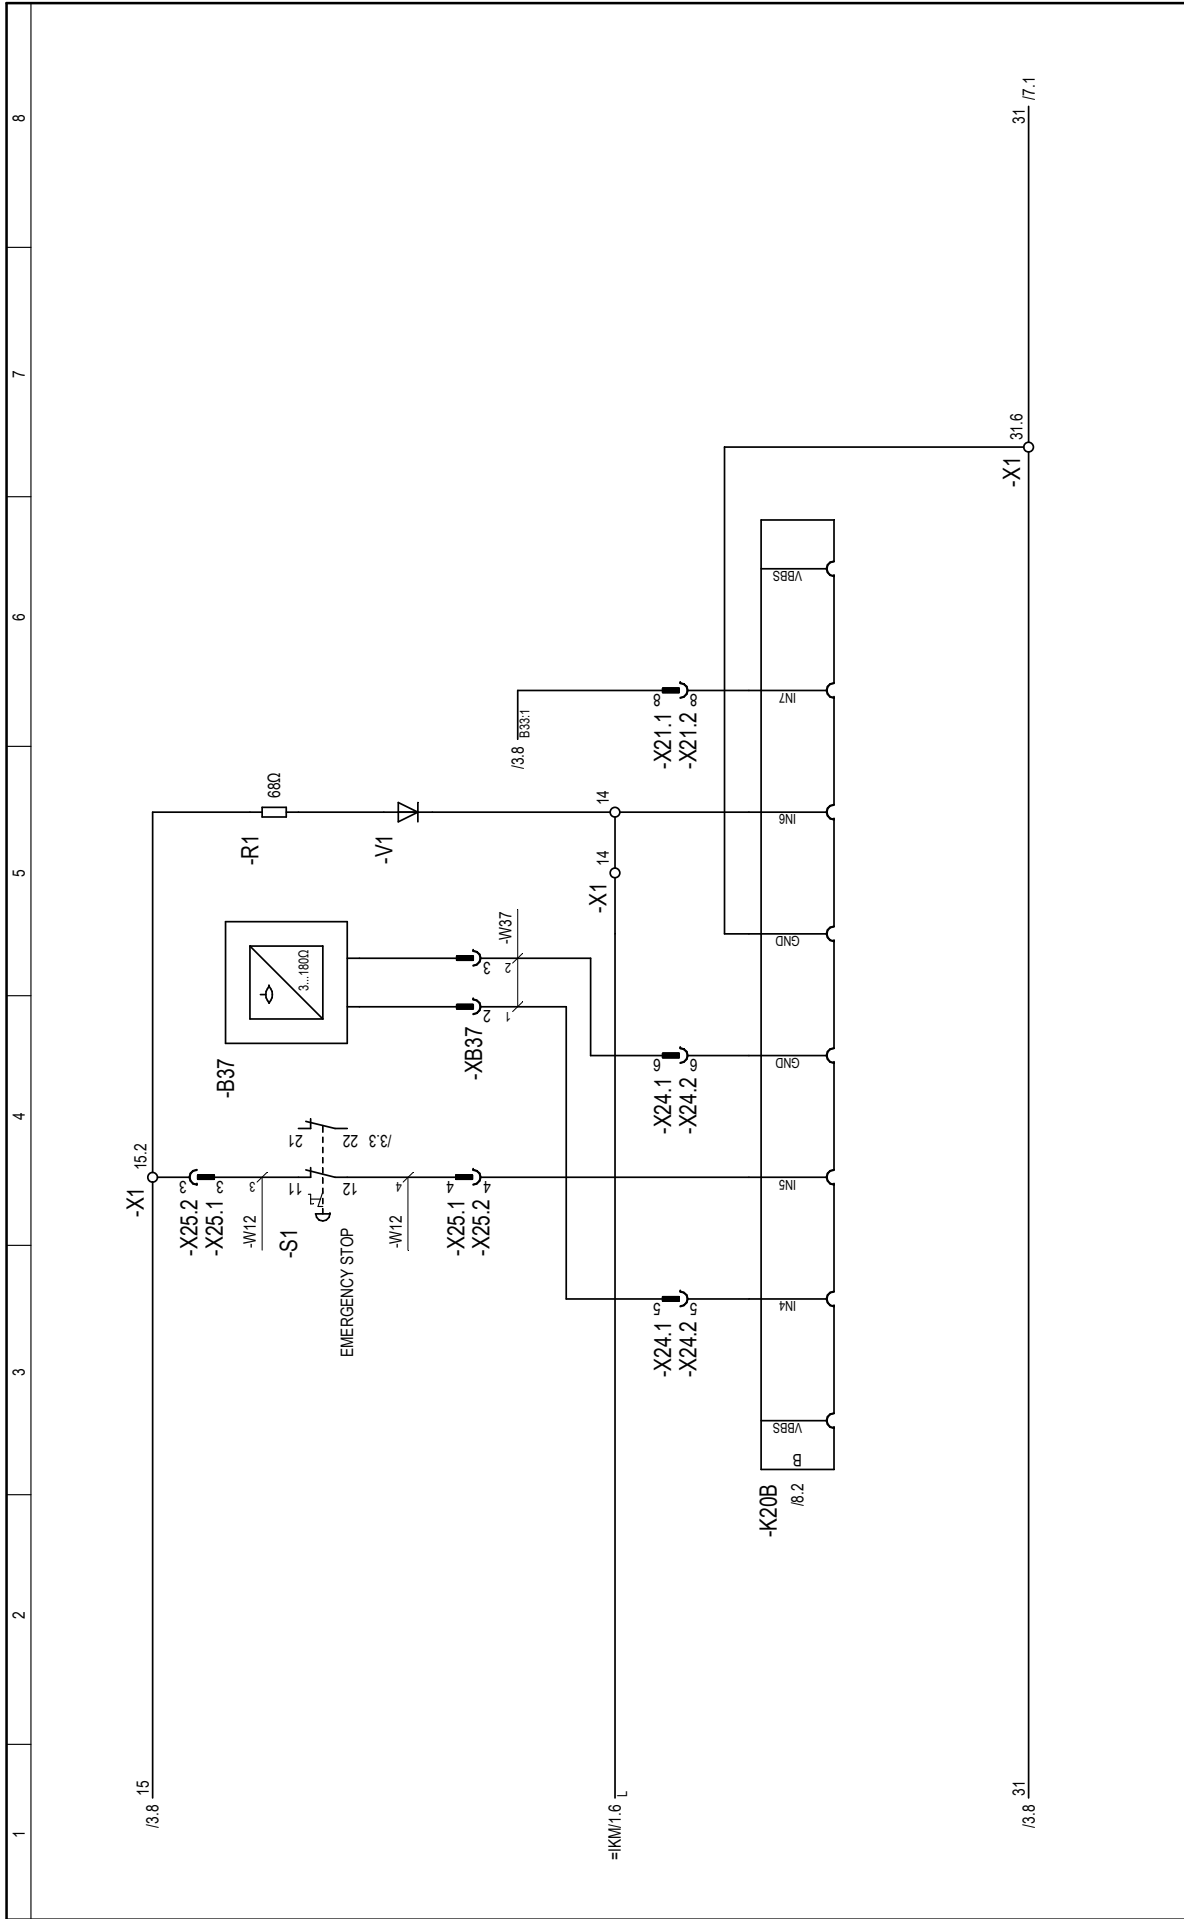 1
2
3
4
5
6
7
8
/3.8
15
-X1
15.2
-X25.2
3
-X25.1
3
-W12
3
-S1
11
12
21
22
/3.3
EMERGENCY STOP
-W12
4
-X25.1
4
-X25.2
4
-B37
3...180Ω
-XB37
2
3
1
2
-W37
-R1
68Ω
-V1
=IKM/1.6
L
-X1
14
14
/3.8
B33:1
-X24.1
5
-X24.2
5
-X24.1
6
-X24.2
6
-X21.1
8
-X21.2
8
-K20B
/8.2
B
VBBS
IN4
IN5
GND
GND
IN6
IN7
VBBS
/3.8
31
-X1
31.6
31
/7.1